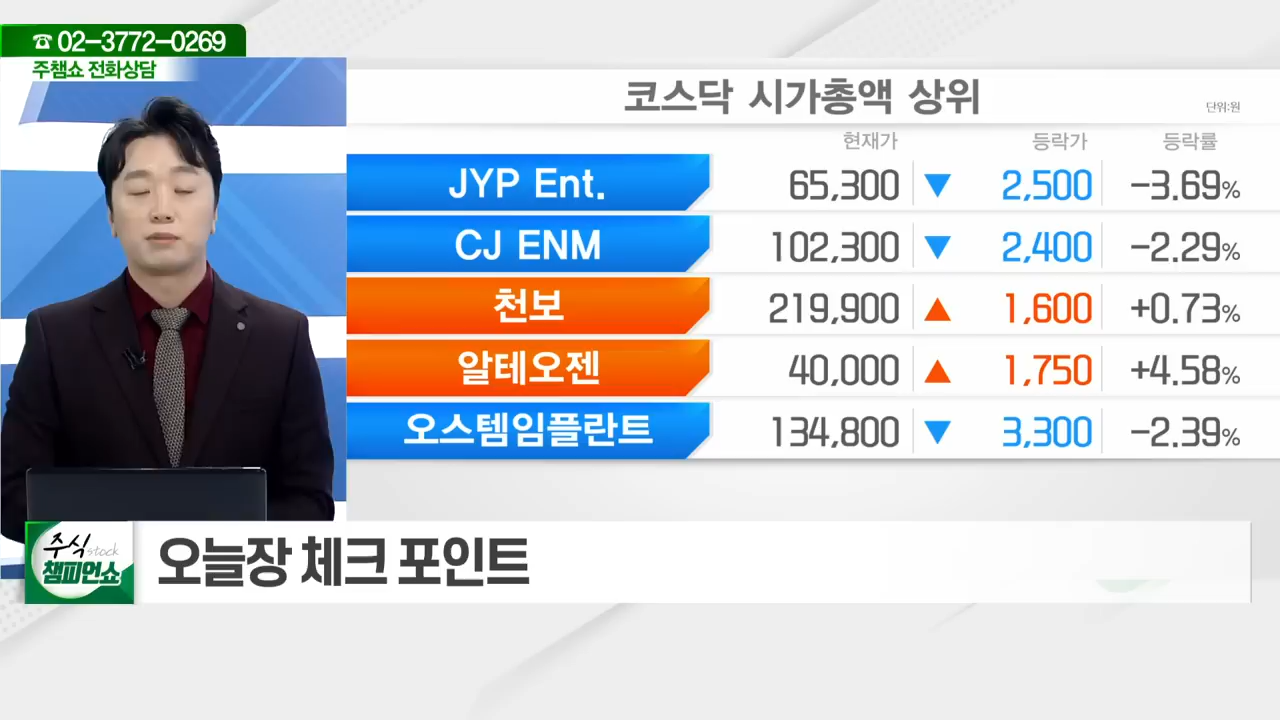 ☎ 02-3772-0269
주챔쇼 전화상담
코스닥 시가총액 상위
단위:원
현재가 등락가 등락률
JYP Ent. 65,300 ▼ 2,500 -3.69%
CJ ENM 102,300 ▼ 2,400 -2.29%
천보 219,900 ▲ 1,600 +0.73%
알테오젠 40,000 ▲ 1,750 +4.58%
오스템임플란트 134,800 ▼ 3,300 -2.39%
주식 stock
챔피언쇼
오늘장 체크 포인트